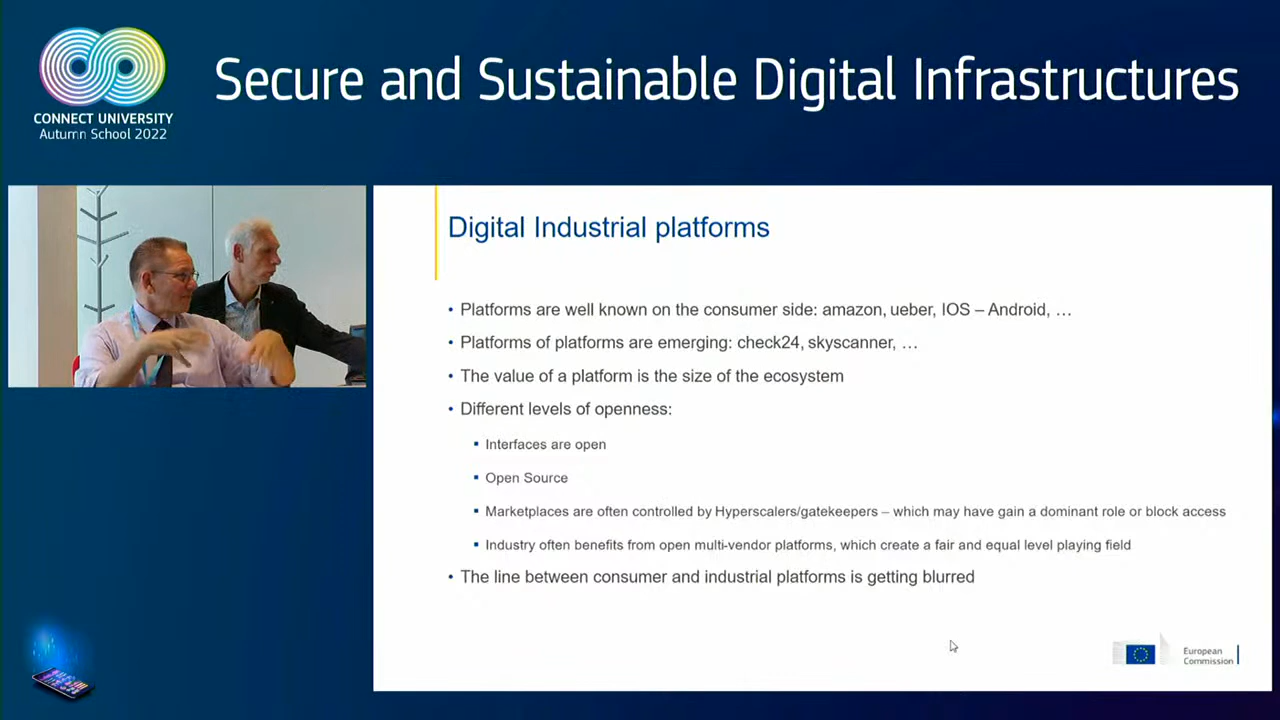 CONNECT UNIVERSITY
Autumn School 2022
Secure and Sustainable Digital Infrastructures
Digital Industrial platforms
• Platforms are well known on the consumer side: amazon, ueber, IOS – Android, …
• Platforms of platforms are emerging: check24, skyscanner, …
• The value of a platform is the size of the ecosystem
• Different levels of openness:
▪ Interfaces are open
▪ Open Source
▪ Marketplaces are often controlled by Hyperscalers/gatekeepers – which may have gain a dominant role or block access
▪ Industry often benefits from open multi-vendor platforms, which create a fair and equal level playing field
• The line between consumer and industrial platforms is getting blurred
European
Commission